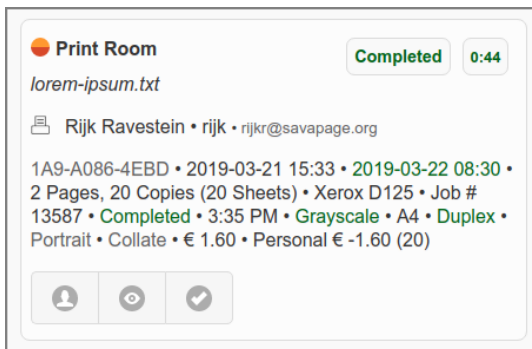 Print Room
Completed
0:44
lorem-ipsum.txt
Rijk Ravestein • rijk • rijkr@savapage.org
1A9-A086-4EBD • 2019-03-21 15:33 • 2019-03-22 08:30 •
2 Pages, 20 Copies (20 Sheets) • Xerox D125 • Job #
13587 • Completed • 3:35 PM • Grayscale • A4 • Duplex •
Portrait • Collate • € 1.60 • Personal € -1.60 (20)